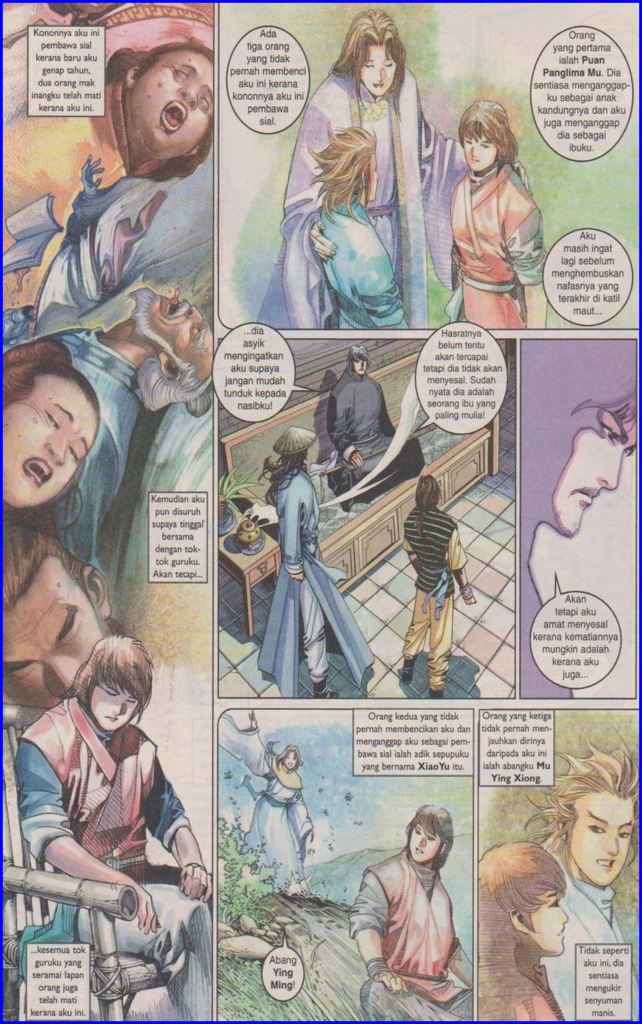 Kononnya aku ini
pembawa sial
kerana baru aku
genap tahun,
dua orang mak
inangku telah mati
kerana aku ini.
Kemudian aku
pun disuruh
supaya tinggal
bersama
dengan tok-
tok guruku.
Akan tetapi...
...kesemua tok
guruku yang
seramai lapan
orang juga
telah mati
kerana aku ini.
Ada
tiga orang
yang tidak
pernah membenci
aku ini kerana
kononnya aku ini
pembawa
sial.
Orang
yang pertama
ialah Puan
Panglima Mu. Dia
sentiasa menganggap-
ku sebagai anak
kandungnya dan aku
juga menganggap
dia sebagai
ibuku.
Aku
masih ingat
lagi sebelum
menghembuskan
nafasnya yang
terakhir di katil
maut...
...dia
asyik
mengingatkan
aku supaya
jangan mudah
tunduk kepada
nasibku!
Hasratnya
belum tentu
akan tercapai
tetapi dia tidak akan
menyesal. Sudah
nyata dia adalah
seorang ibu yang
paling mulia!
Akan
tetapi aku
amat menyesal
kerana kematiannya
mungkin adalah
kerana aku
juga...
Orang kedua yang tidak
pernah membencikan aku dan
menganggap aku sebagai pem-
bawa sial ialah adik sepupuku
yang bernama XiaoYu itu.
Abang
Ying
Ming!
Orang yang ketiga
tidak pernah men-
jauhkan dirinya
daripada aku ini
ialah abangku Mu
Ying Xiong.
Tidak seperti
aku ini, dia
sentiasa
mengukir
senyuman
manis.